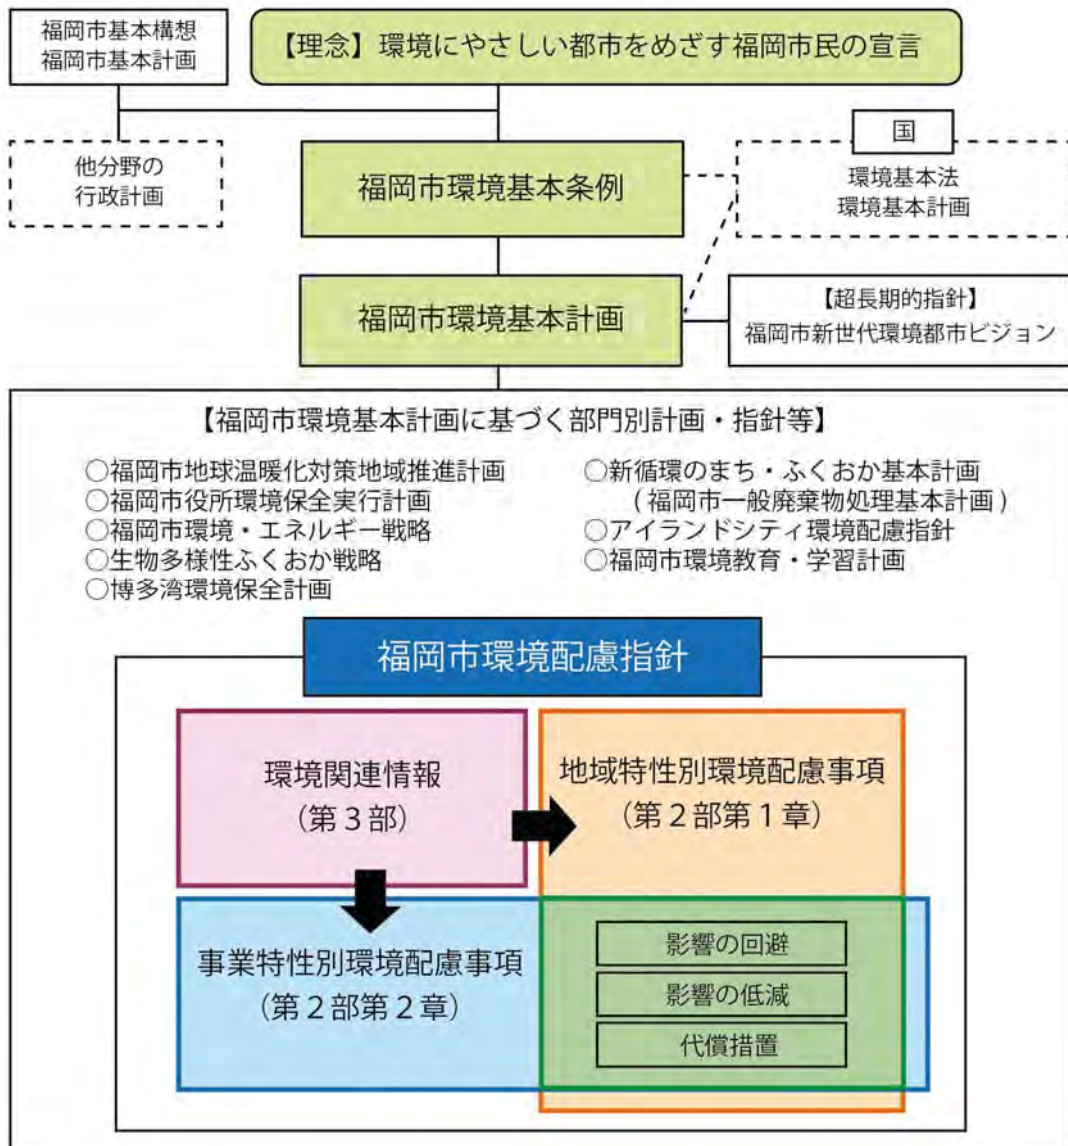 福岡市基本構想
福岡市基本計画
【理念】環境にやさしい都市をめざす福岡市民の宣言
他分野の
行政計画
福岡市環境基本条例
国
環境基本法
環境基本計画
福岡市環境基本計画
【超長期的指針】
福岡市新世代環境都市ビジョン
【福岡市環境基本計画に基づく部門別計画・指針等】
○福岡市地球温暖化対策地域推進計画
○福岡市役所環境保全実行計画
○福岡市環境・エネルギー戦略
○生物多様性ふくおか戦略
○博多湾環境保全計画
○新循環のまち・ふくおか基本計画
(福岡市一般廃棄物処理基本計画)
○アイランドシティ環境配慮指針
○福岡市環境教育・学習計画
福岡市環境配慮指針
環境関連情報
（第３部）
地域特性別環境配慮事項
（第２部第１章）
事業特性別環境配慮事項
（第２部第２章）
影響の回避
影響の低減
代償措置